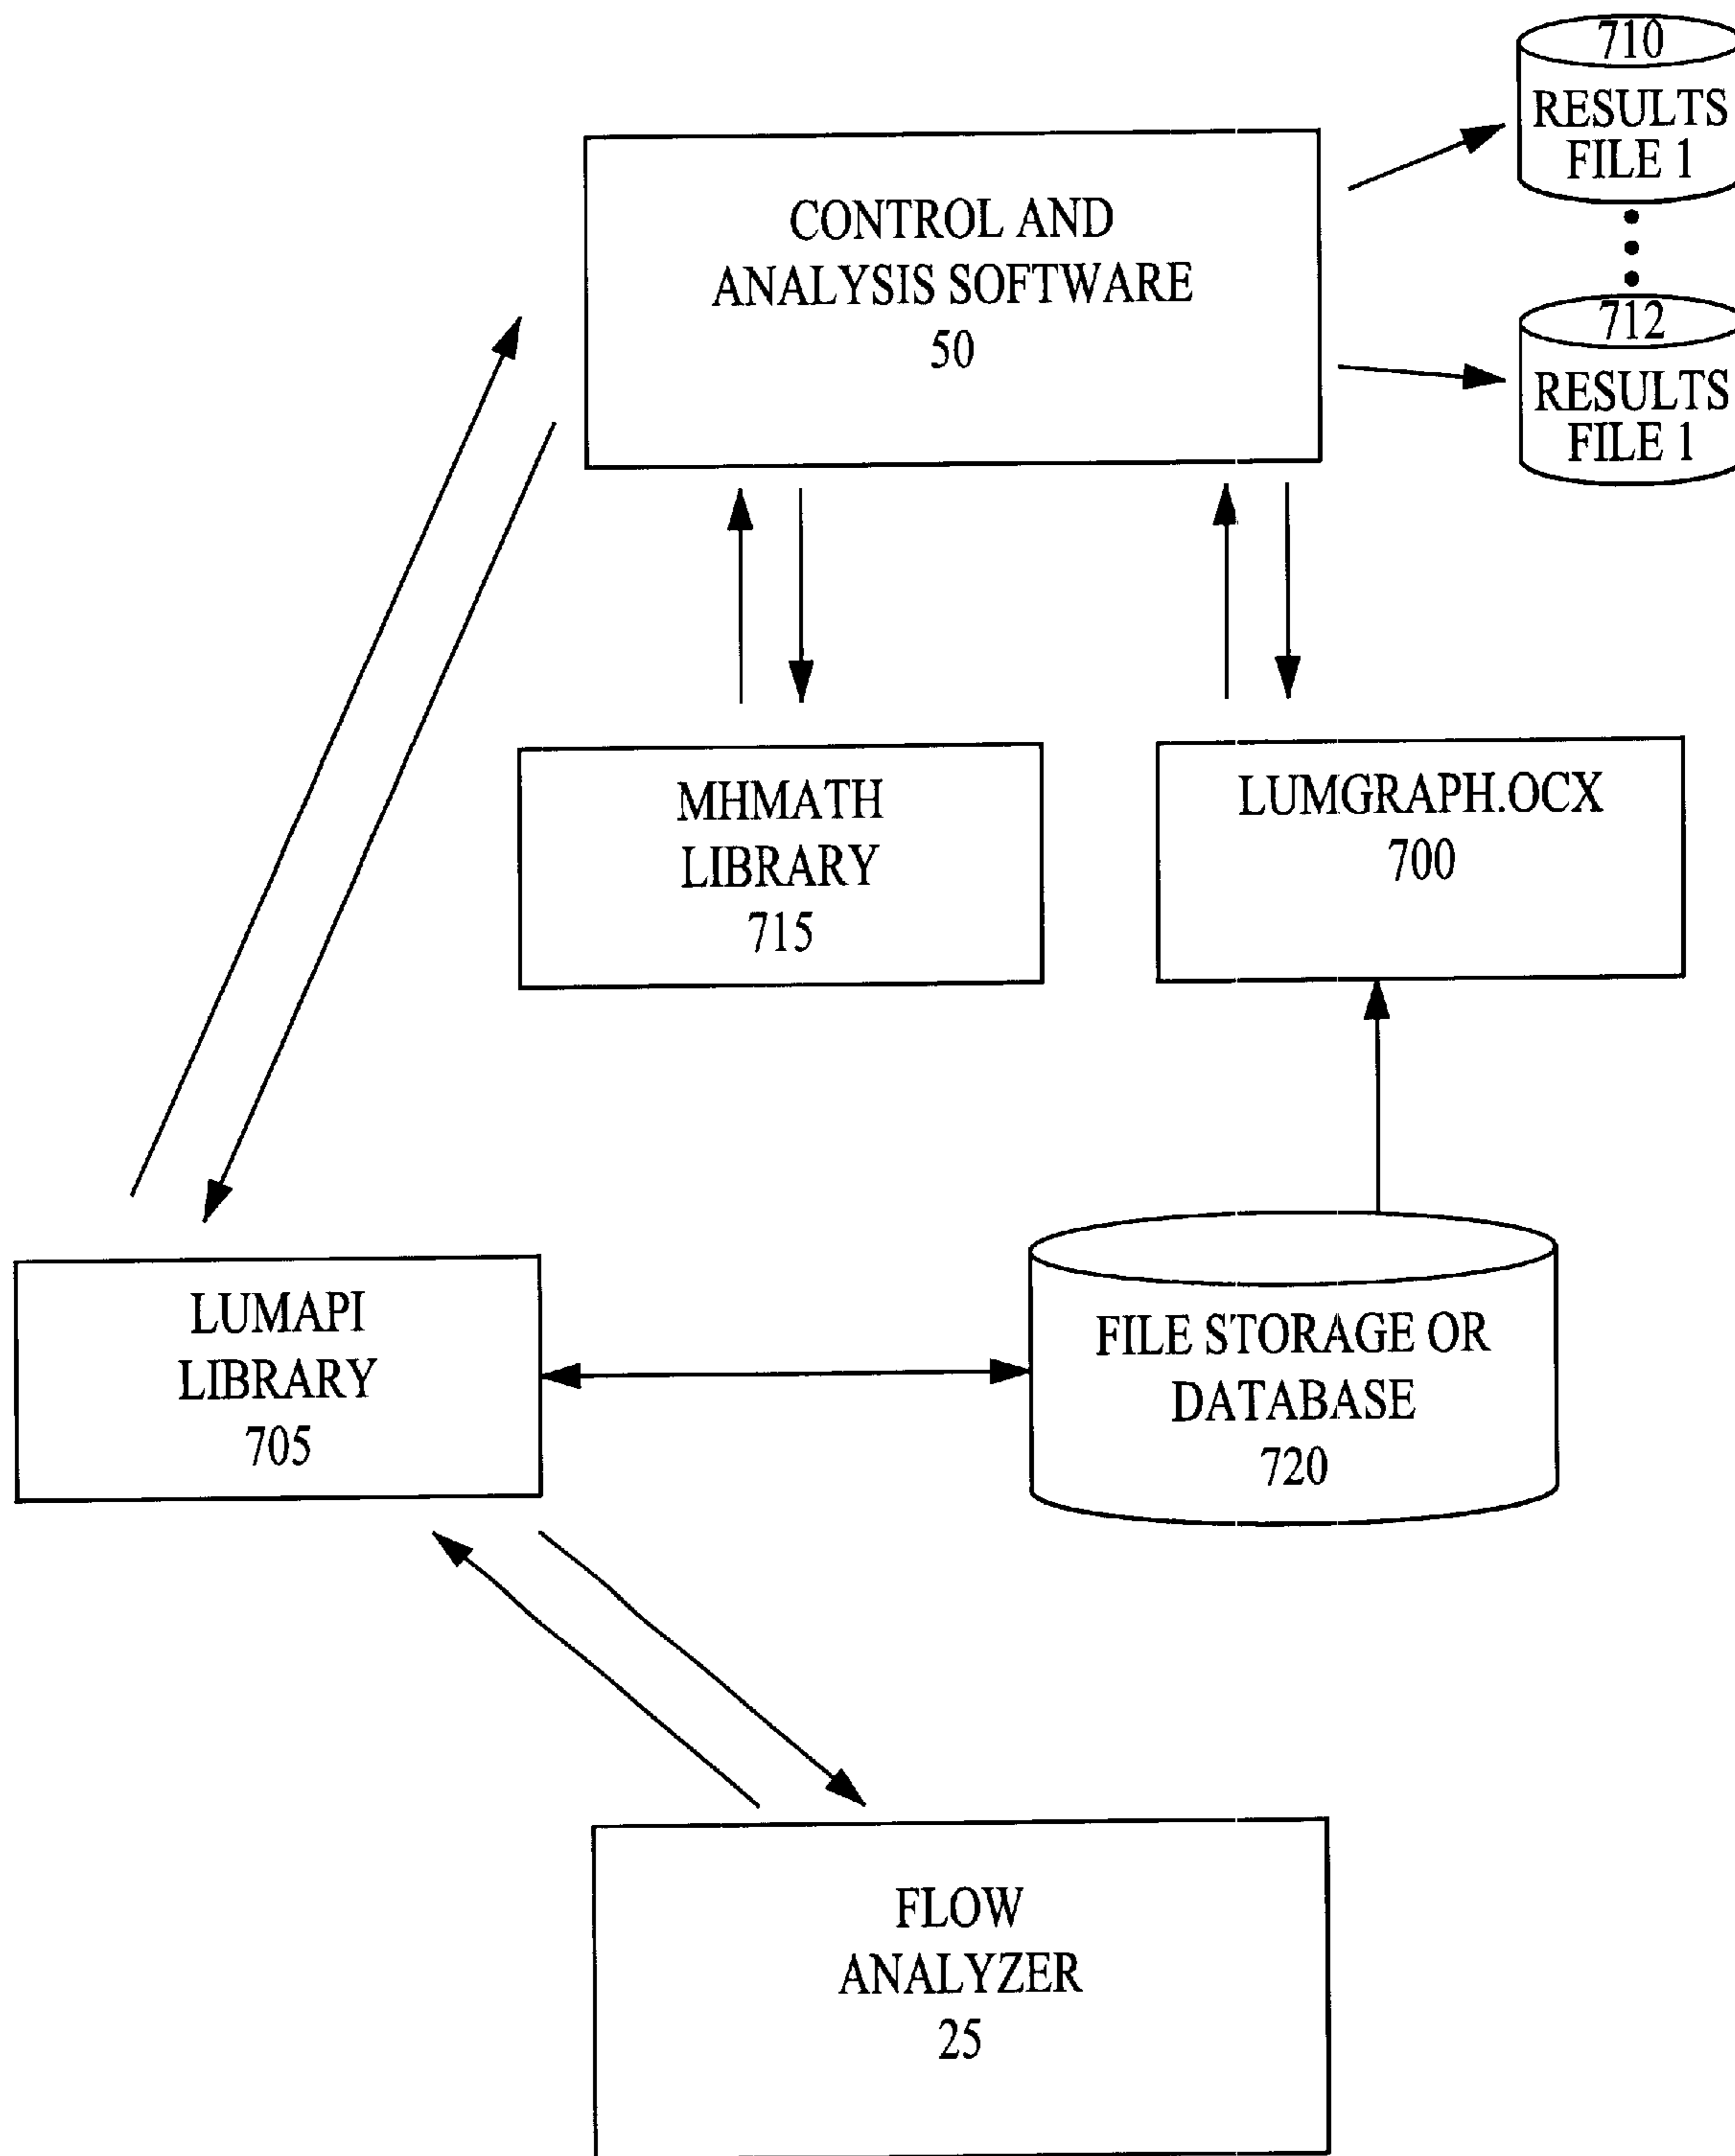 710
RESULTS
FILE 1
CONTROL AND
ANALYSIS SOFTWARE
50
712
RESULTS
FILE 1
MHMATH
LIBRARY
715
LUMGRAPH.OCX
700
LUMAPI
LIBRARY
705
FILE STORAGE OR
DATABASE
720
FLOW
ANALYZER
25